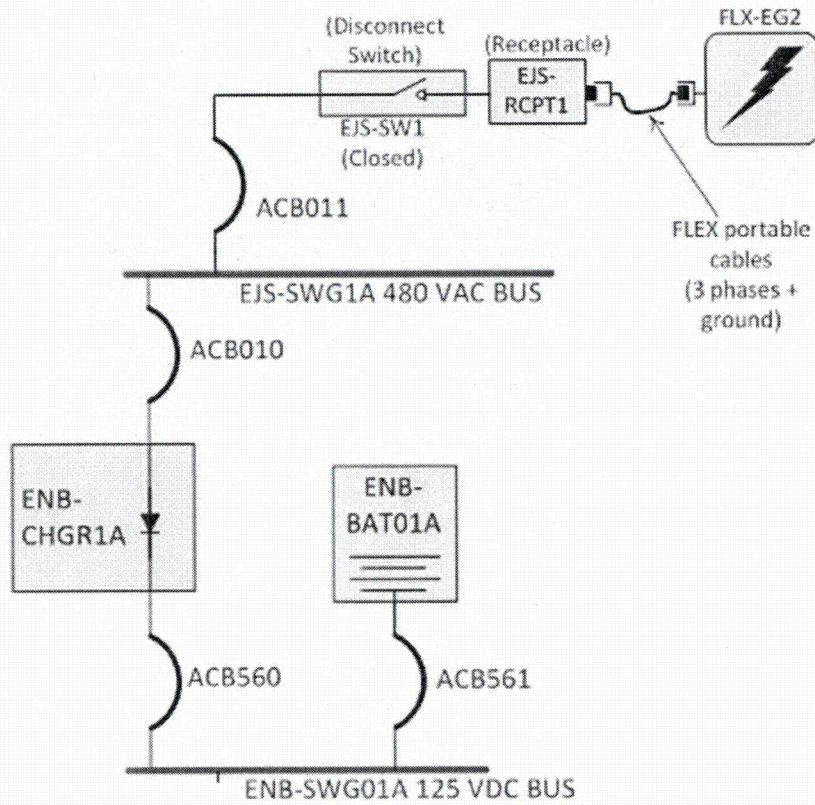 FLX-EG2
(Disconnect
Switch)
(Receptacle)
EJS-
RCPT1
EJS-SW1
(Closed)
ACB011
FLEX portable
cables
(3 phases +
ground)
EJS-SWG1A 480 VAC BUS
ACB010
ENB-
CHGR1A
ENB-
BAT01A
ACB560
ACB561
ENB-SWG01A 125 VDC BUS